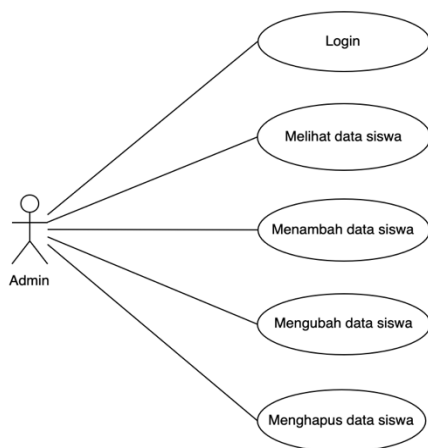 Login
Melihat data siswa
Menambah data siswa
Admin
Mengubah data siswa
Menghapus data siswa